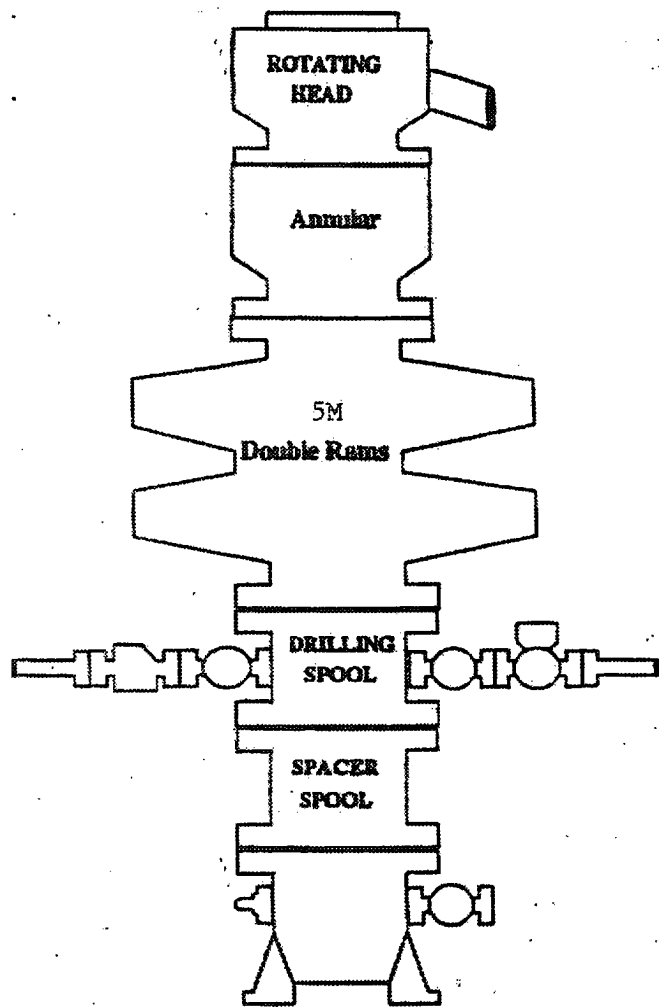 ROTATING
HEAD
Annular
5M
Double Rams
DRILLING
SPOOL
SPACER
SPOOL